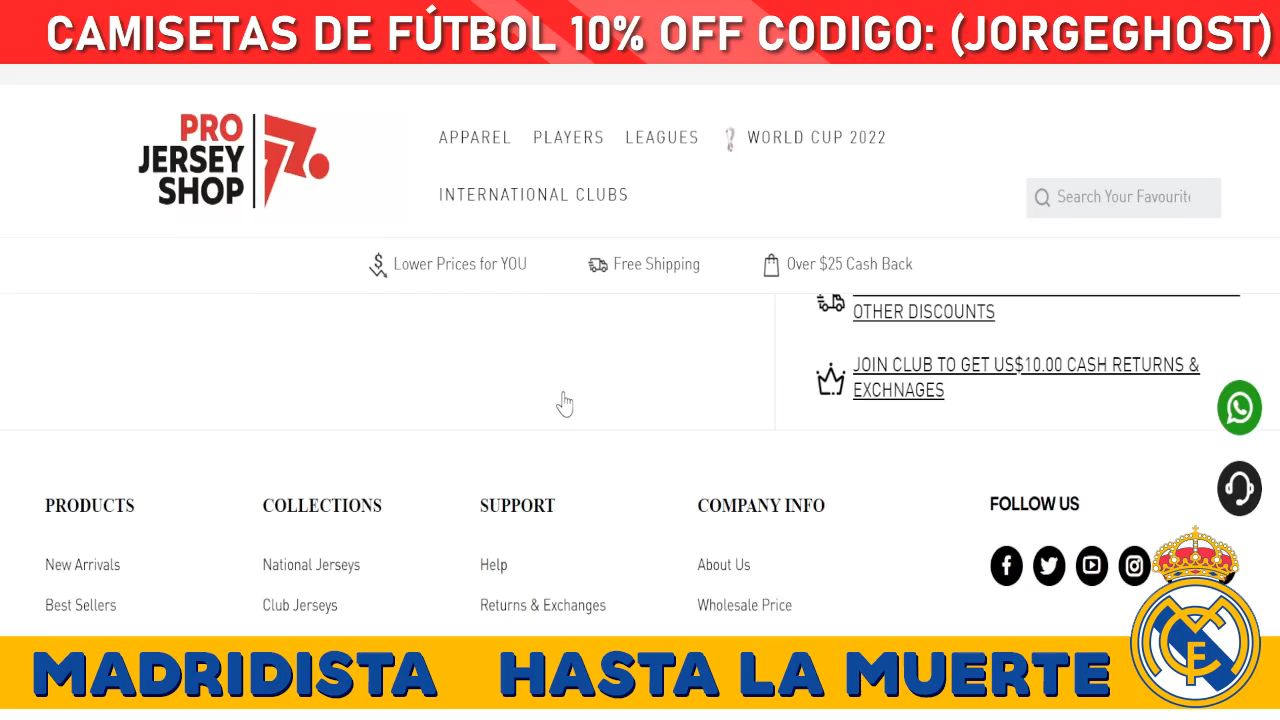 CAMISETAS DE FÚTBOL 10% OFF CODIGO: (JORGEGHOST)
PRO
JERSEY
SHOP
APPAREL PLAYERS LEAGUES WORLD CUP 2022
INTERNATIONAL CLUBS
Search Your Favourite
Lower Prices for YOU Free Shipping Over $25 Cash Back
OTHER DISCOUNTS
JOIN CLUB TO GET US$10.00 CASH RETURNS &
EXCHNAGES
PRODUCTS COLLECTIONS SUPPORT COMPANY INFO FOLLOW US
New Arrivals National Jerseys Help About Us
Best Sellers Club Jerseys Returns & Exchanges Wholesale Price
MADRIDISTA HASTA LA MUERTE